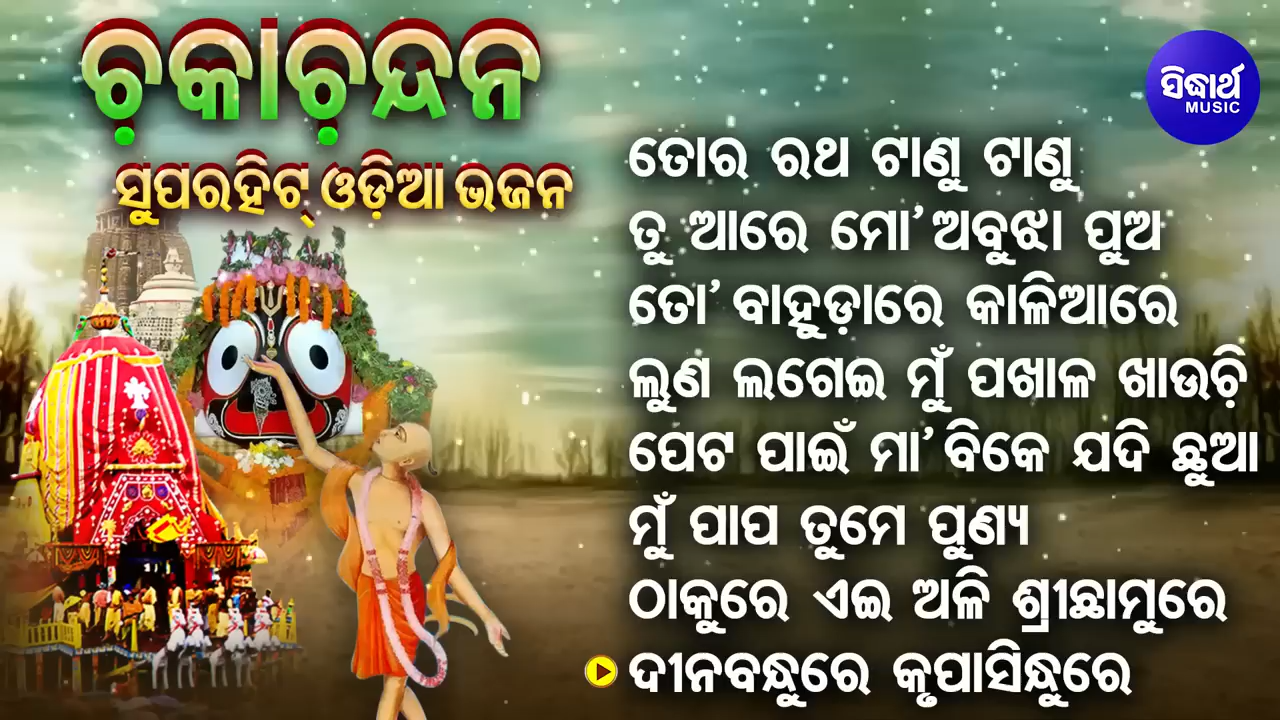 ଚକାଚନ୍ଦନ
ସୁପରହିଟ୍ ଓଡ଼ିଆ ଭଜନ
ସିଦ୍ଧାର୍ଥ
MUSIC
ତୋର ରଥ ଟାଣୁ ଟାଣୁ
ତୁ ଆରେ ମୋ’ ଅବୁଝା ପୁଅ
ତୋ’ ବାହୁଡ଼ାରେ କାଳିଆରେ
ଲୁଣ ଲଗେଇ ମୁଁ ପଖାଳ ଖାଉଚି
ପେଟ ପାଇଁ ମା’ ବିକେ ଯଦି ଛୁଆ
ମୁଁ ପାପ ତୁମେ ପୁଣ୍ୟ
ଠାକୁରେ ଏଇ ଅଳି ଶ୍ରୀଛାମୁରେ
ଦୀନବନ୍ଧୁରେ କୃପାସିନ୍ଧୁରେ